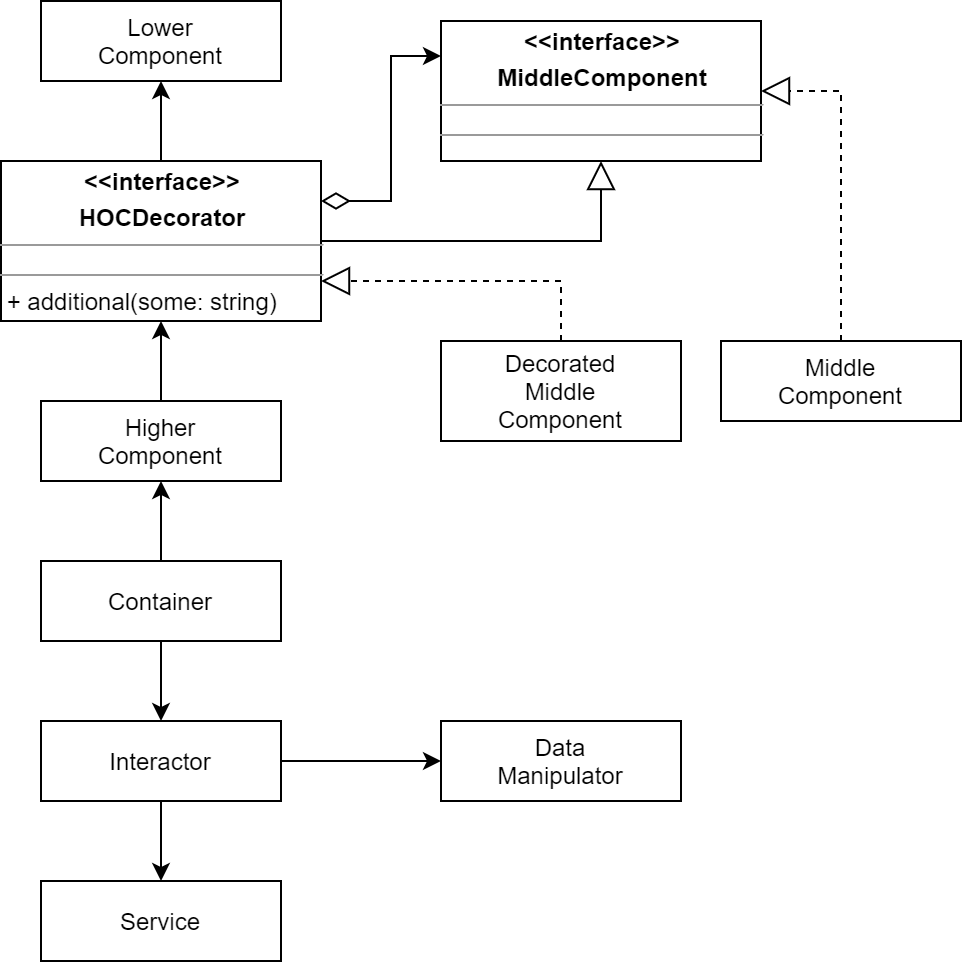 Lower
Component
<<interface>>
MiddleComponent
<<interface>>
HOCDecorator
+ additional(some: string)
Decorated
Middle
Component
Middle
Component
Higher
Component
Container
Interactor
Data
Manipulator
Service